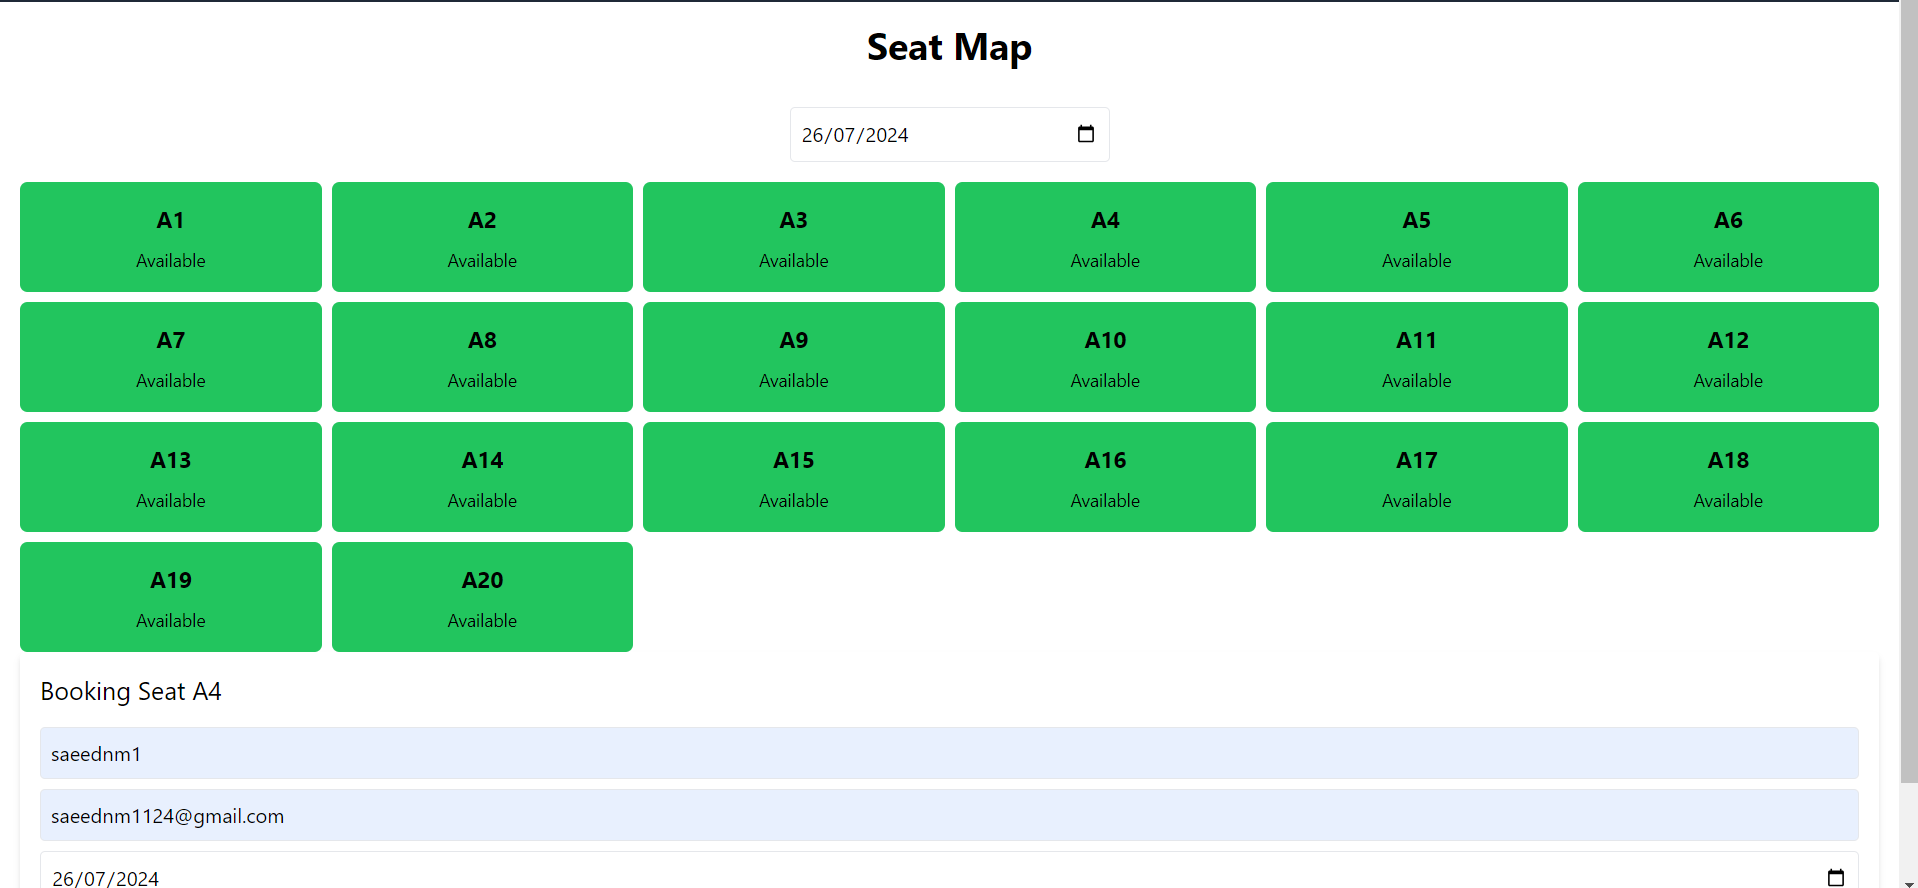 Seat Map
26/07/2024
A1 A2 A3 A4 A5 A6
Available Available Available Available Available Available
A7 A8 A9 A10 A11 A12
Available Available Available Available Available Available
A13 A14 A15 A16 A17 A18
Available Available Available Available Available Available
A19 A20
Available Available
Booking Seat A4
saeednm1
saeednm1124@gmail.com
26/07/2024